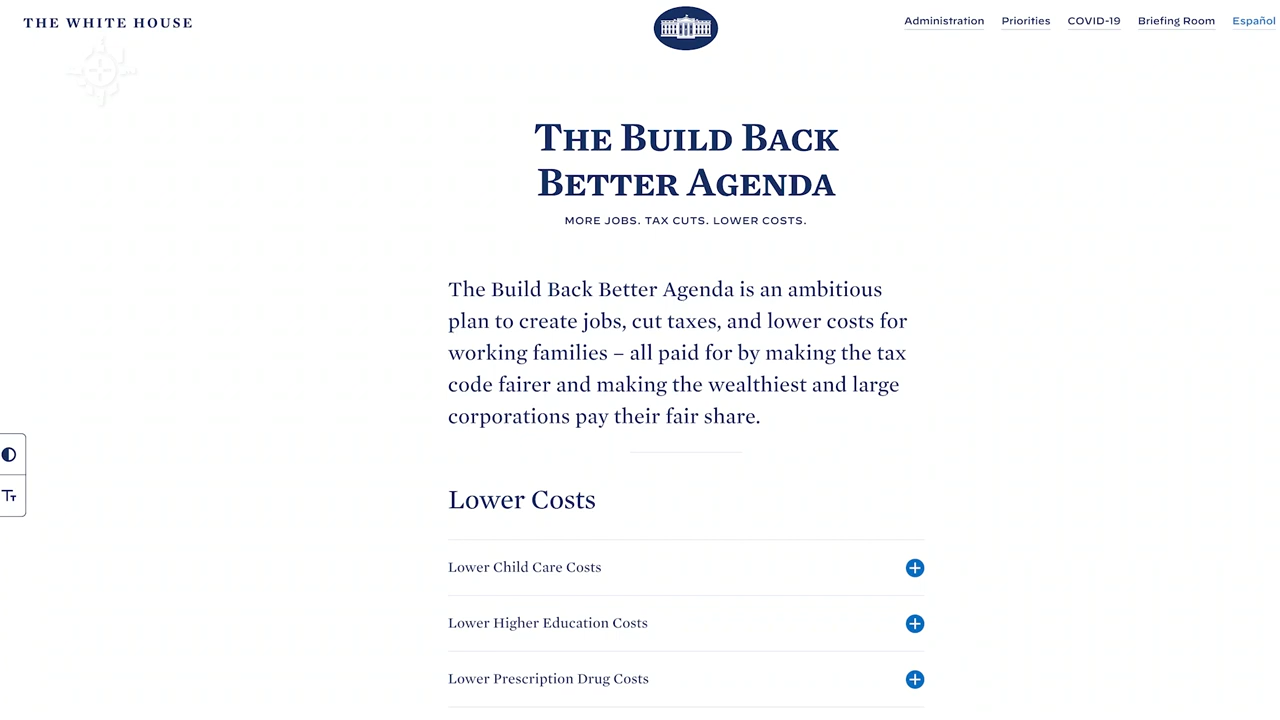 THE WHITE HOUSE
Administration Priorities COVID-19 Briefing Room Español
THE BUILD BACK
BETTER AGENDA
MORE JOBS. TAX CUTS. LOWER COSTS.
The Build Back Better Agenda is an ambitious
plan to create jobs, cut taxes, and lower costs for
working families – all paid for by making the tax
code fairer and making the wealthiest and large
corporations pay their fair share.
TT
Lower Costs
Lower Child Care Costs
Lower Higher Education Costs
Lower Prescription Drug Costs